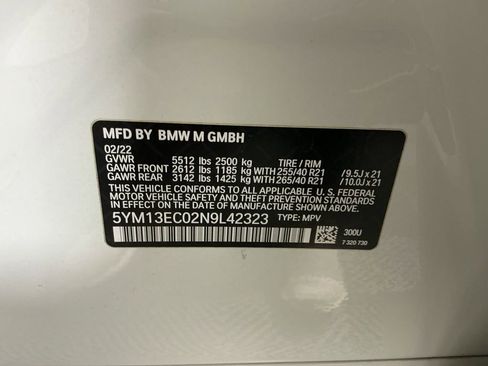 MFD BY BMW M GMBH
02/22
GVWR 5512 lbs 2500 kg TIRE / RIM
GAWR FRONT 2612 lbs 1185 kg WITH 255/40 R21 /9.5J x 21
GAWR REAR 3142 lbs 1425 kg WITH 265/40 R21 /10.0J x 21
THIS VEHICLE CONFORMS TO ALL APPLICABLE U. S. FEDERAL
MOTOR VEHICLE SAFETY AND THEFT PREVENTION STANDARDS
IN EFFECT ON THE DATE OF MANUFACTURE SHOWN ABOVE.
5YM13EC02N9L42323 TYPE: MPV
300U
7 320 730